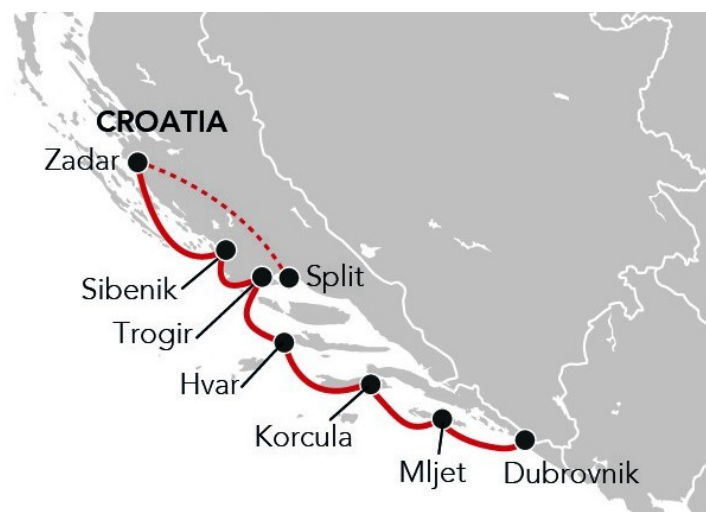 CROATIA
Zadar
Split
Sibenik
Trogir
Hvar
Korcula
Mljet
Dubrovnik